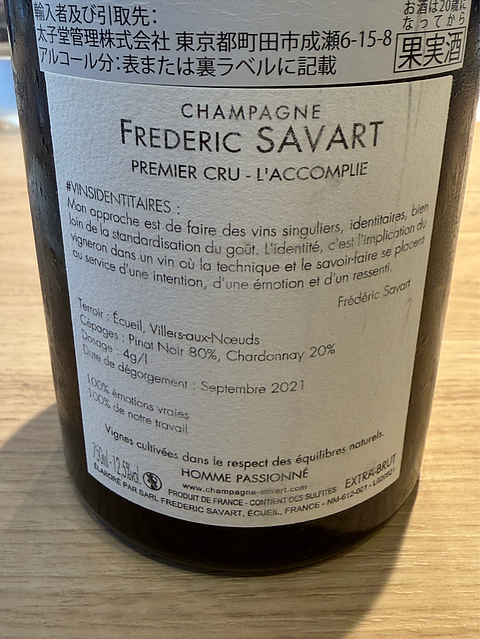 輸入者及び引取先：
太子堂管理株式会社 東京都町田市成瀬6-15-8
アルコール分：表または裏ラベルに記載
お酒は20歳に
なってから
果実酒
CHAMPAGNE
FREDERIC SAVART
PREMIER CRU - L'ACCOMPLIE
#VINSIDENTITAIRES :
Mon approche est de faire des vins singuliers, identitaires, bien
loin de la standardisation du goût. L'identité, c'est l'implication du
vigneron dans un vin où la technique et le savoir-faire se placent
au service d'une intention, d'une émotion et d'un ressenti.
Frédéric Savart
Terroir : Écueil, Villers-aux-Nœuds
Cépages : Pinot Noir 80%, Chardonnay 20%
Dosage : 4g/l
Date de dégorgement : Septembre 2021
100% émotions vraies
100% de notre travail
Vignes cultivées dans le respect des équilibres naturels.
HOMME PASSIONNÉ
750ml-12,5%vol
www.champagne-savart.com
EXTRA-BRUT
PRODUIT DE FRANCE - CONTIENT DES SULFITES
ÉLABORÉ PAR SARL FREDERIC SAVART, ÉCUEIL, FRANCE - NM-612-001 - L020621